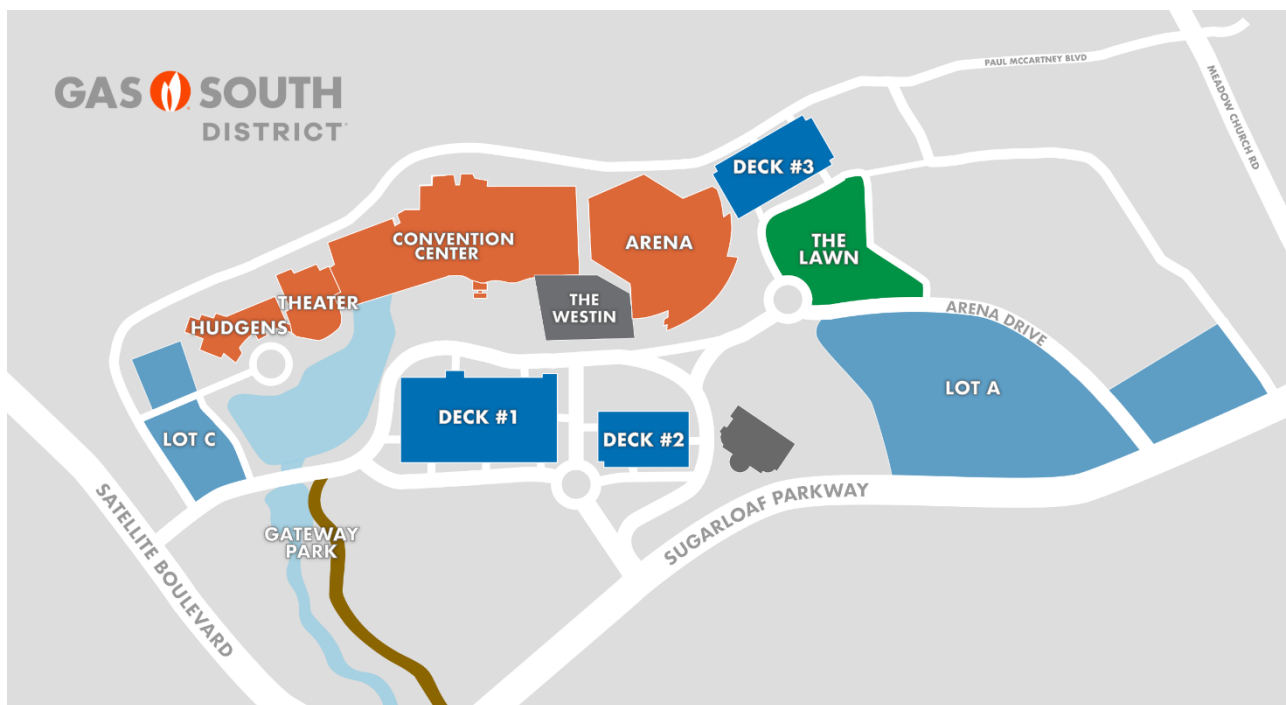 GAS SOUTH
DISTRICT
PAUL MCCARTNEY BLVD
MEADOW CHURCH RD
DECK #3
CONVENTION
CENTER
ARENA
THE
LAWN
THEATER
THE
WESTIN
HUDGENS
ARENA DRIVE
LOT A
DECK #1
DECK #2
LOT C
SATELLITE BOULEVARD
SUGARLOAF PARKWAY
GATEWAY
PARK